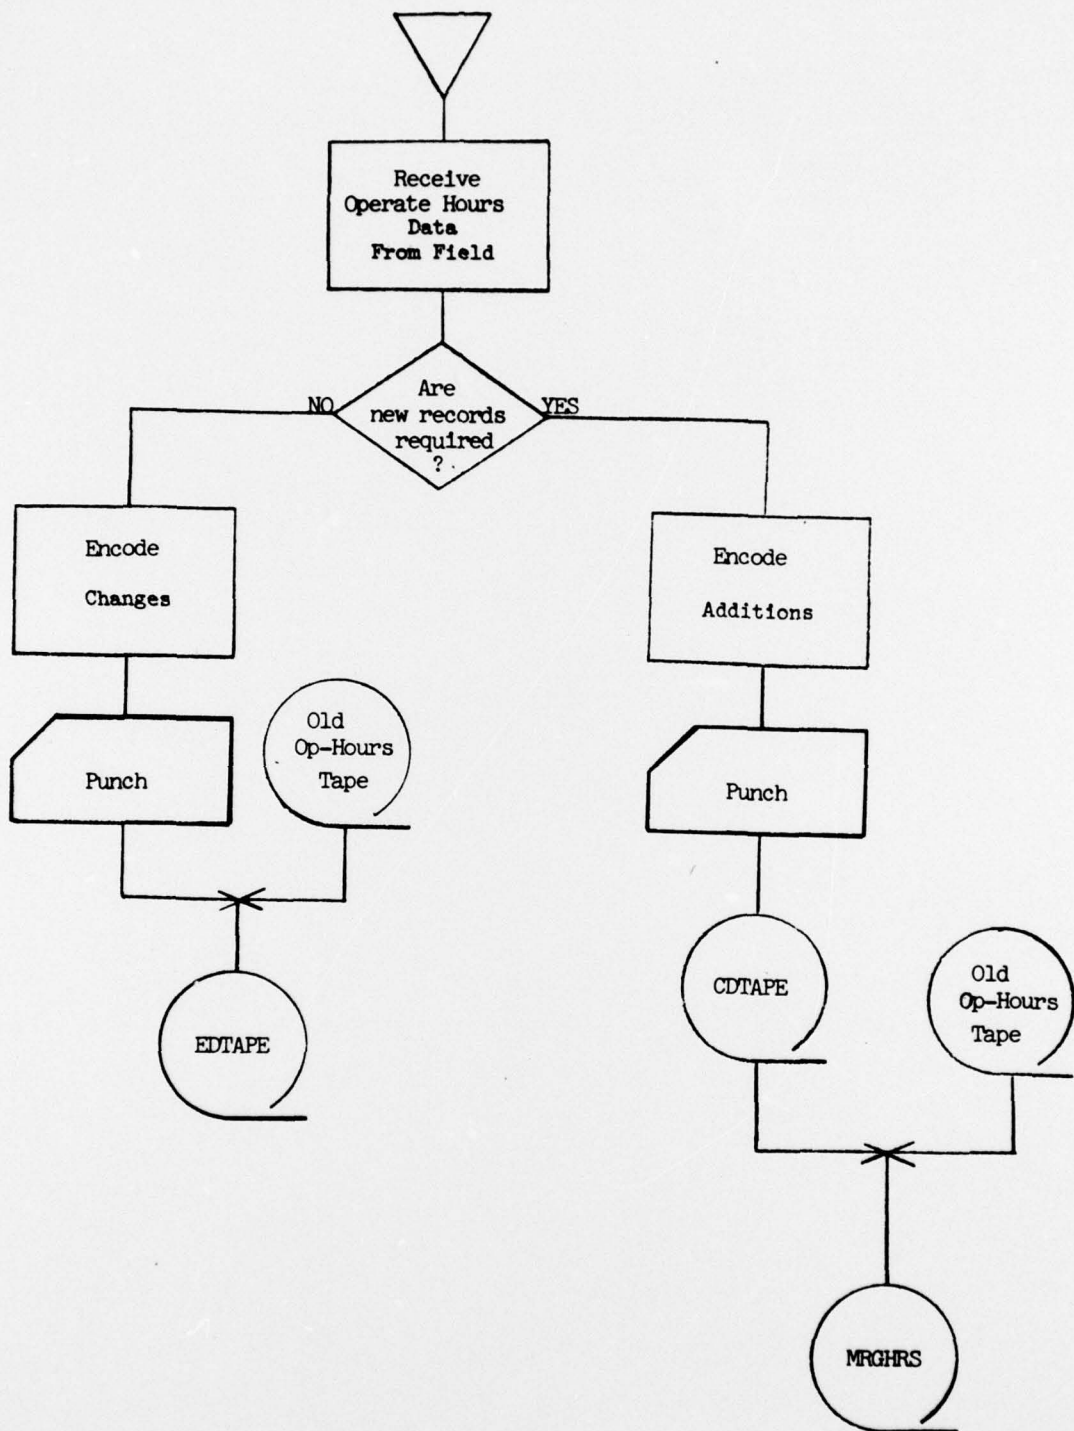 Receive
Operate Hours
Data
From Field
Are
new records
required
?
NO
YES
Encode
Changes
Encode
Additions
Punch
Old
Op-Hours
Tape
Punch
EDTAPE
CDTAPE
Old
Op-Hours
Tape
MRGHRS